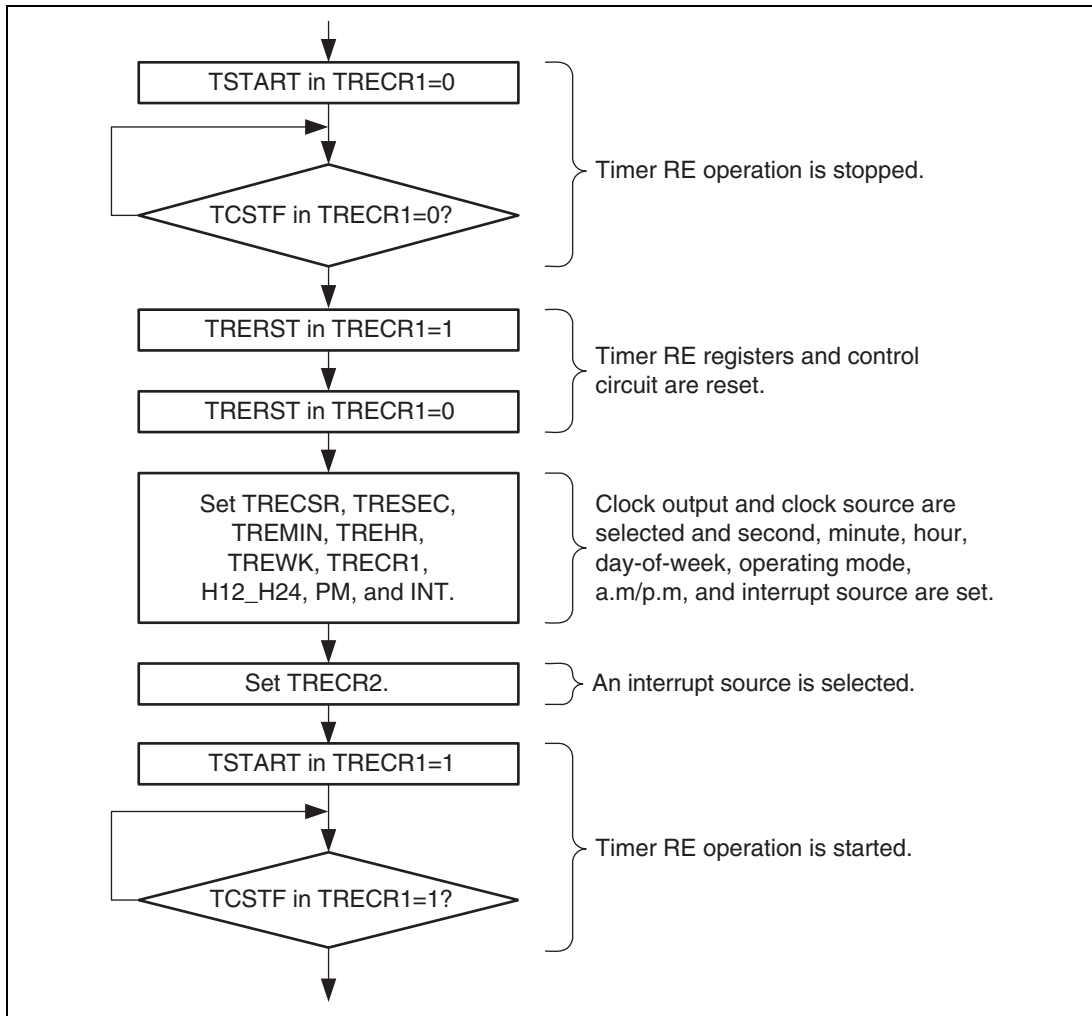 TSTART in TRECR1=0
Timer RE operation is stopped.
TCSTF in TRECR1=0?
TRERST in TRECR1=1
Timer RE registers and control
circuit are reset.
TRERST in TRECR1=0
Set TRECSR, TRESEC,
TREMIN, TREHR,
TREWK, TRECR1,
H12_H24, PM, and INT.
Clock output and clock source are
selected and second, minute, hour,
day-of-week, operating mode,
a.m/p.m, and interrupt source are set.
Set TRECR2.
An interrupt source is selected.
TSTART in TRECR1=1
Timer RE operation is started.
TCSTF in TRECR1=1?